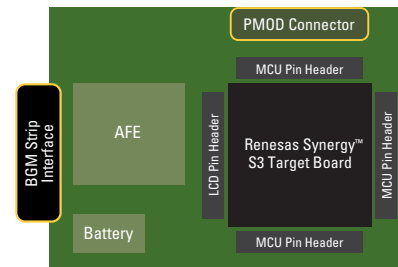 PMOD Connector
MCU Pin Header
BGM Strip
Interface
AFE
LCD Pin Header
Renesas Synergy™
S3 Target Board
MCU Pin Header
Battery
MCU Pin Header